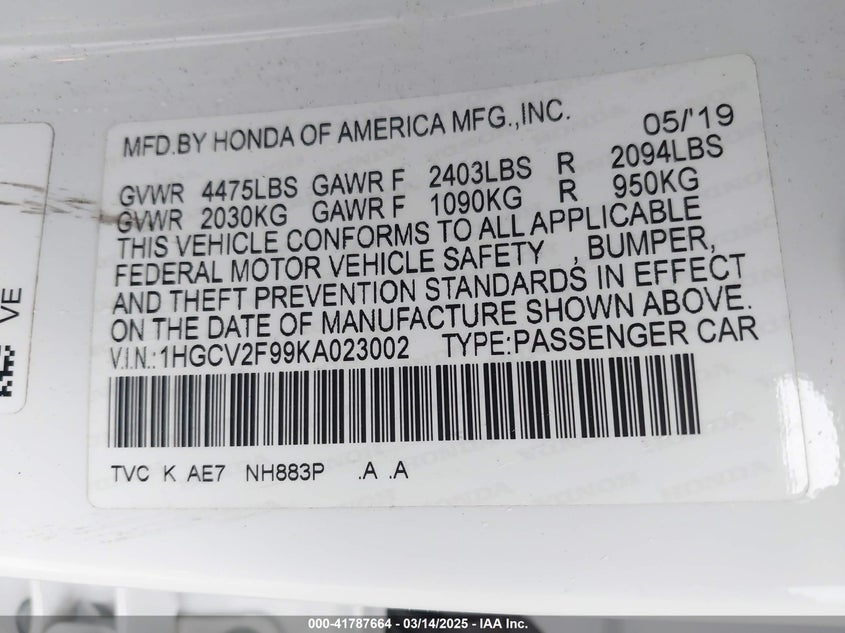 MFD.BY HONDA OF AMERICA MFG.,INC. 05/'19
GVWR 4475LBS GAWR F 2403LBS R 2094LBS
GVWR 2030KG GAWR F 1090KG R 950KG
THIS VEHICLE CONFORMS TO ALL APPLICABLE
FEDERAL MOTOR VEHICLE SAFETY , BUMPER,
AND THEFT PREVENTION STANDARDS IN EFFECT
ON THE DATE OF MANUFACTURE SHOWN ABOVE.
V.I.N.:1HGCV2F99KA023002 TYPE:PASSENGER CAR
TVC K AE7 NH883P .A .A
VE
000-41787664 - 03/14/2025 - IAA Inc.